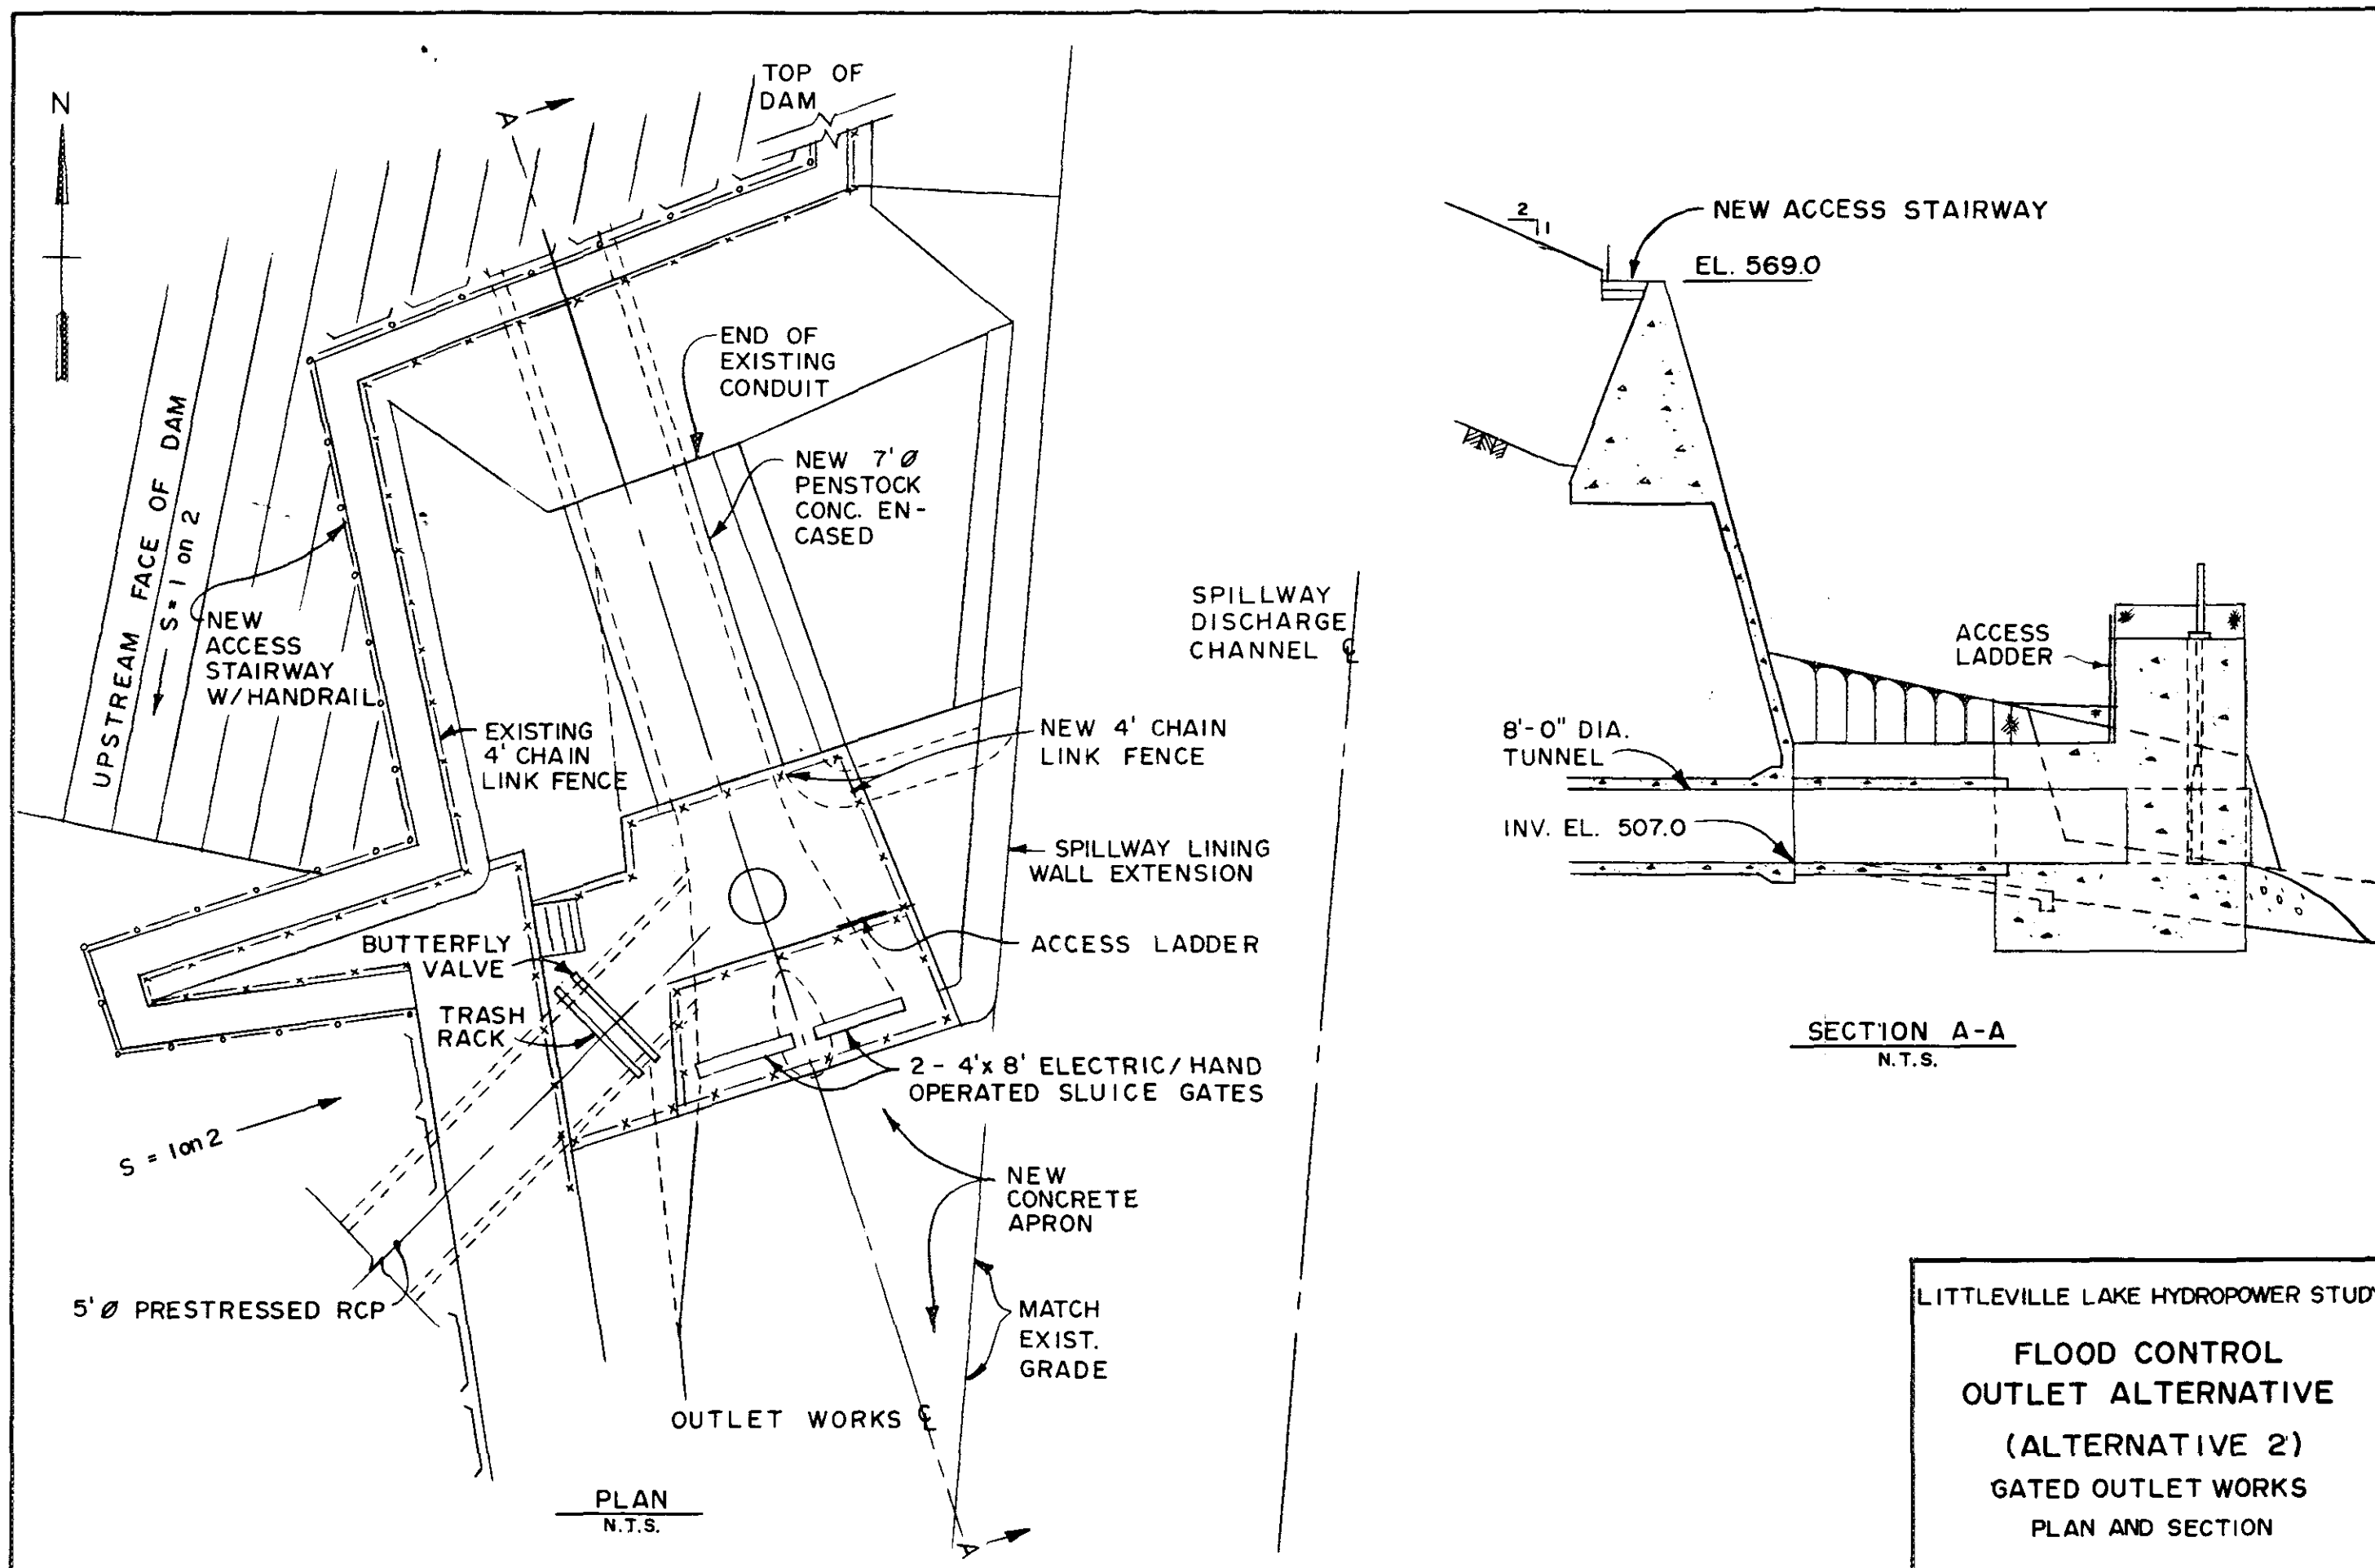 N
A
TOP OF
DAM
END OF
EXISTING
CONDUIT
NEW 7'Ø
PENSTOCK
CONC. EN-
CASED
UPSTREAM FACE OF DAM
S = 1 on 2
NEW
ACCESS
STAIRWAY
W/HANDRAIL
EXISTING
4' CHAIN
LINK FENCE
SPILLWAY
DISCHARGE
CHANNEL ℄
NEW 4' CHAIN
LINK FENCE
SPILLWAY LINING
WALL EXTENSION
BUTTERFLY
VALVE
ACCESS LADDER
TRASH
RACK
2 - 4'x 8' ELECTRIC/HAND
OPERATED SLUICE GATES
S = 1on2
NEW
CONCRETE
APRON
5'Ø PRESTRESSED RCP
MATCH
EXIST.
GRADE
OUTLET WORKS ℄
PLAN
N.T.S.
A
2
1
NEW ACCESS STAIRWAY
EL. 569.0
ACCESS
LADDER
8'-0" DIA.
TUNNEL
INV. EL. 507.0
SECTION A-A
N.T.S.
LITTLEVILLE LAKE HYDROPOWER STUDY
FLOOD CONTROL
OUTLET ALTERNATIVE
(ALTERNATIVE 2)
GATED OUTLET WORKS
PLAN AND SECTION